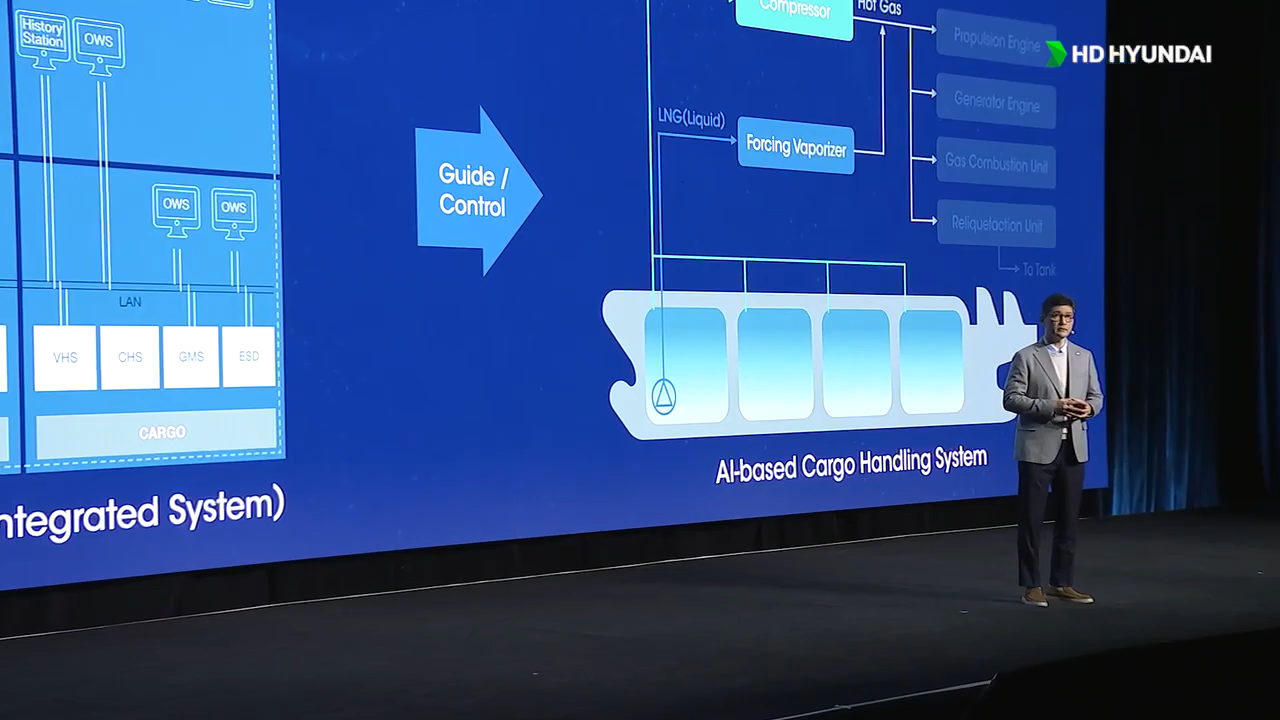 History
Station
OWS
OWS
OWS
LAN
VHS
CHS
GMS
ESD
CARGO
ntegrated System)
Guide /
Control
Compressor
Hot Gas
LNG(Liquid)
Forcing Vaporizer
Propulsion Engine
Generator Engine
Gas Combustion Unit
Reliquefaction Unit
To Tank
AI-based Cargo Handling System
HD HYUNDAI